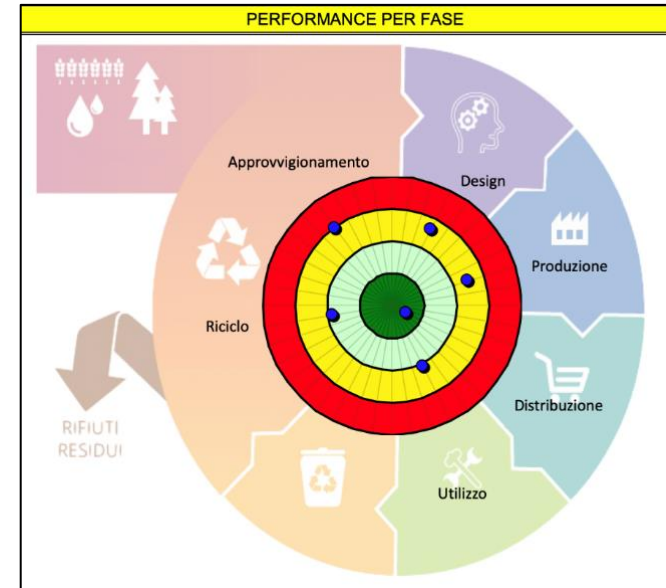 PERFORMANCE PER FASE
Approvvigionamento
Design
Produzione
Riciclo
Distribuzione
RIFIUTI
RESIDUI
Utilizzo